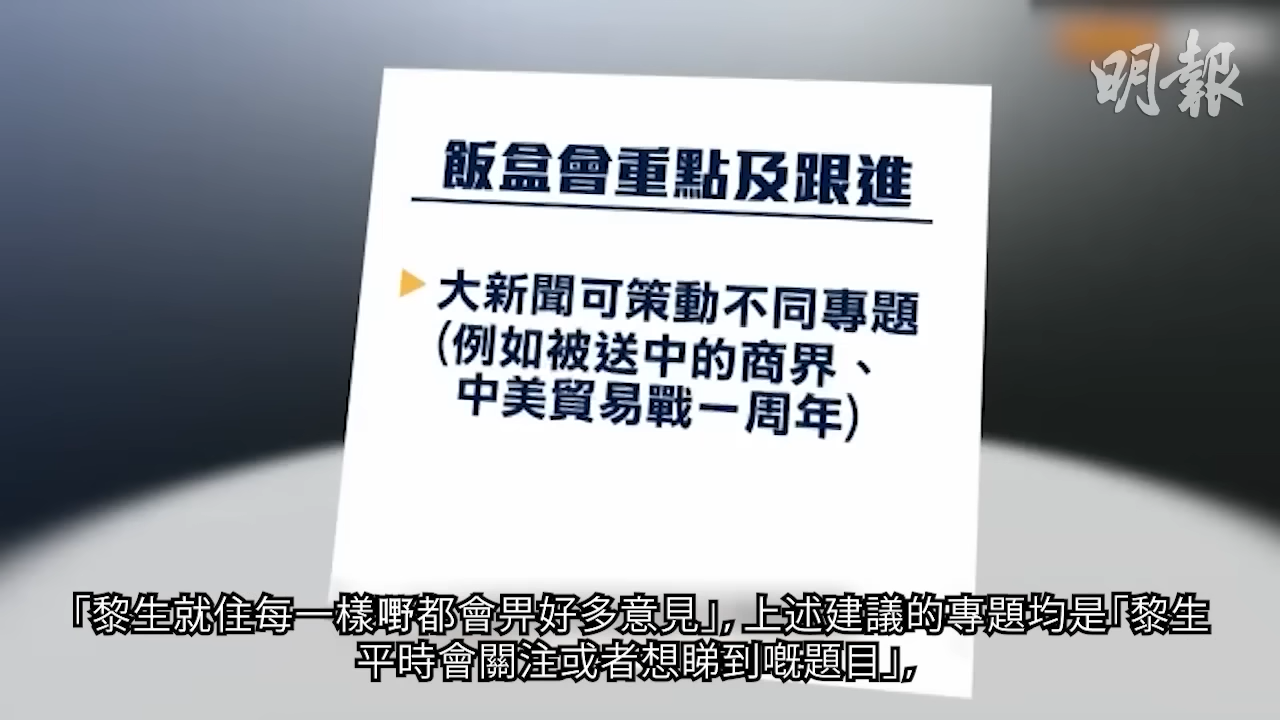 明報
飯盒會重點及跟進
大新聞可策動不同專題
(例如被送中的商界、
中美貿易戰一周年)
「黎生就住每一樣嘢都會畀好多意見」, 上述建議的專題均是「黎生
平時會關注或者想睇到嘅題目」,